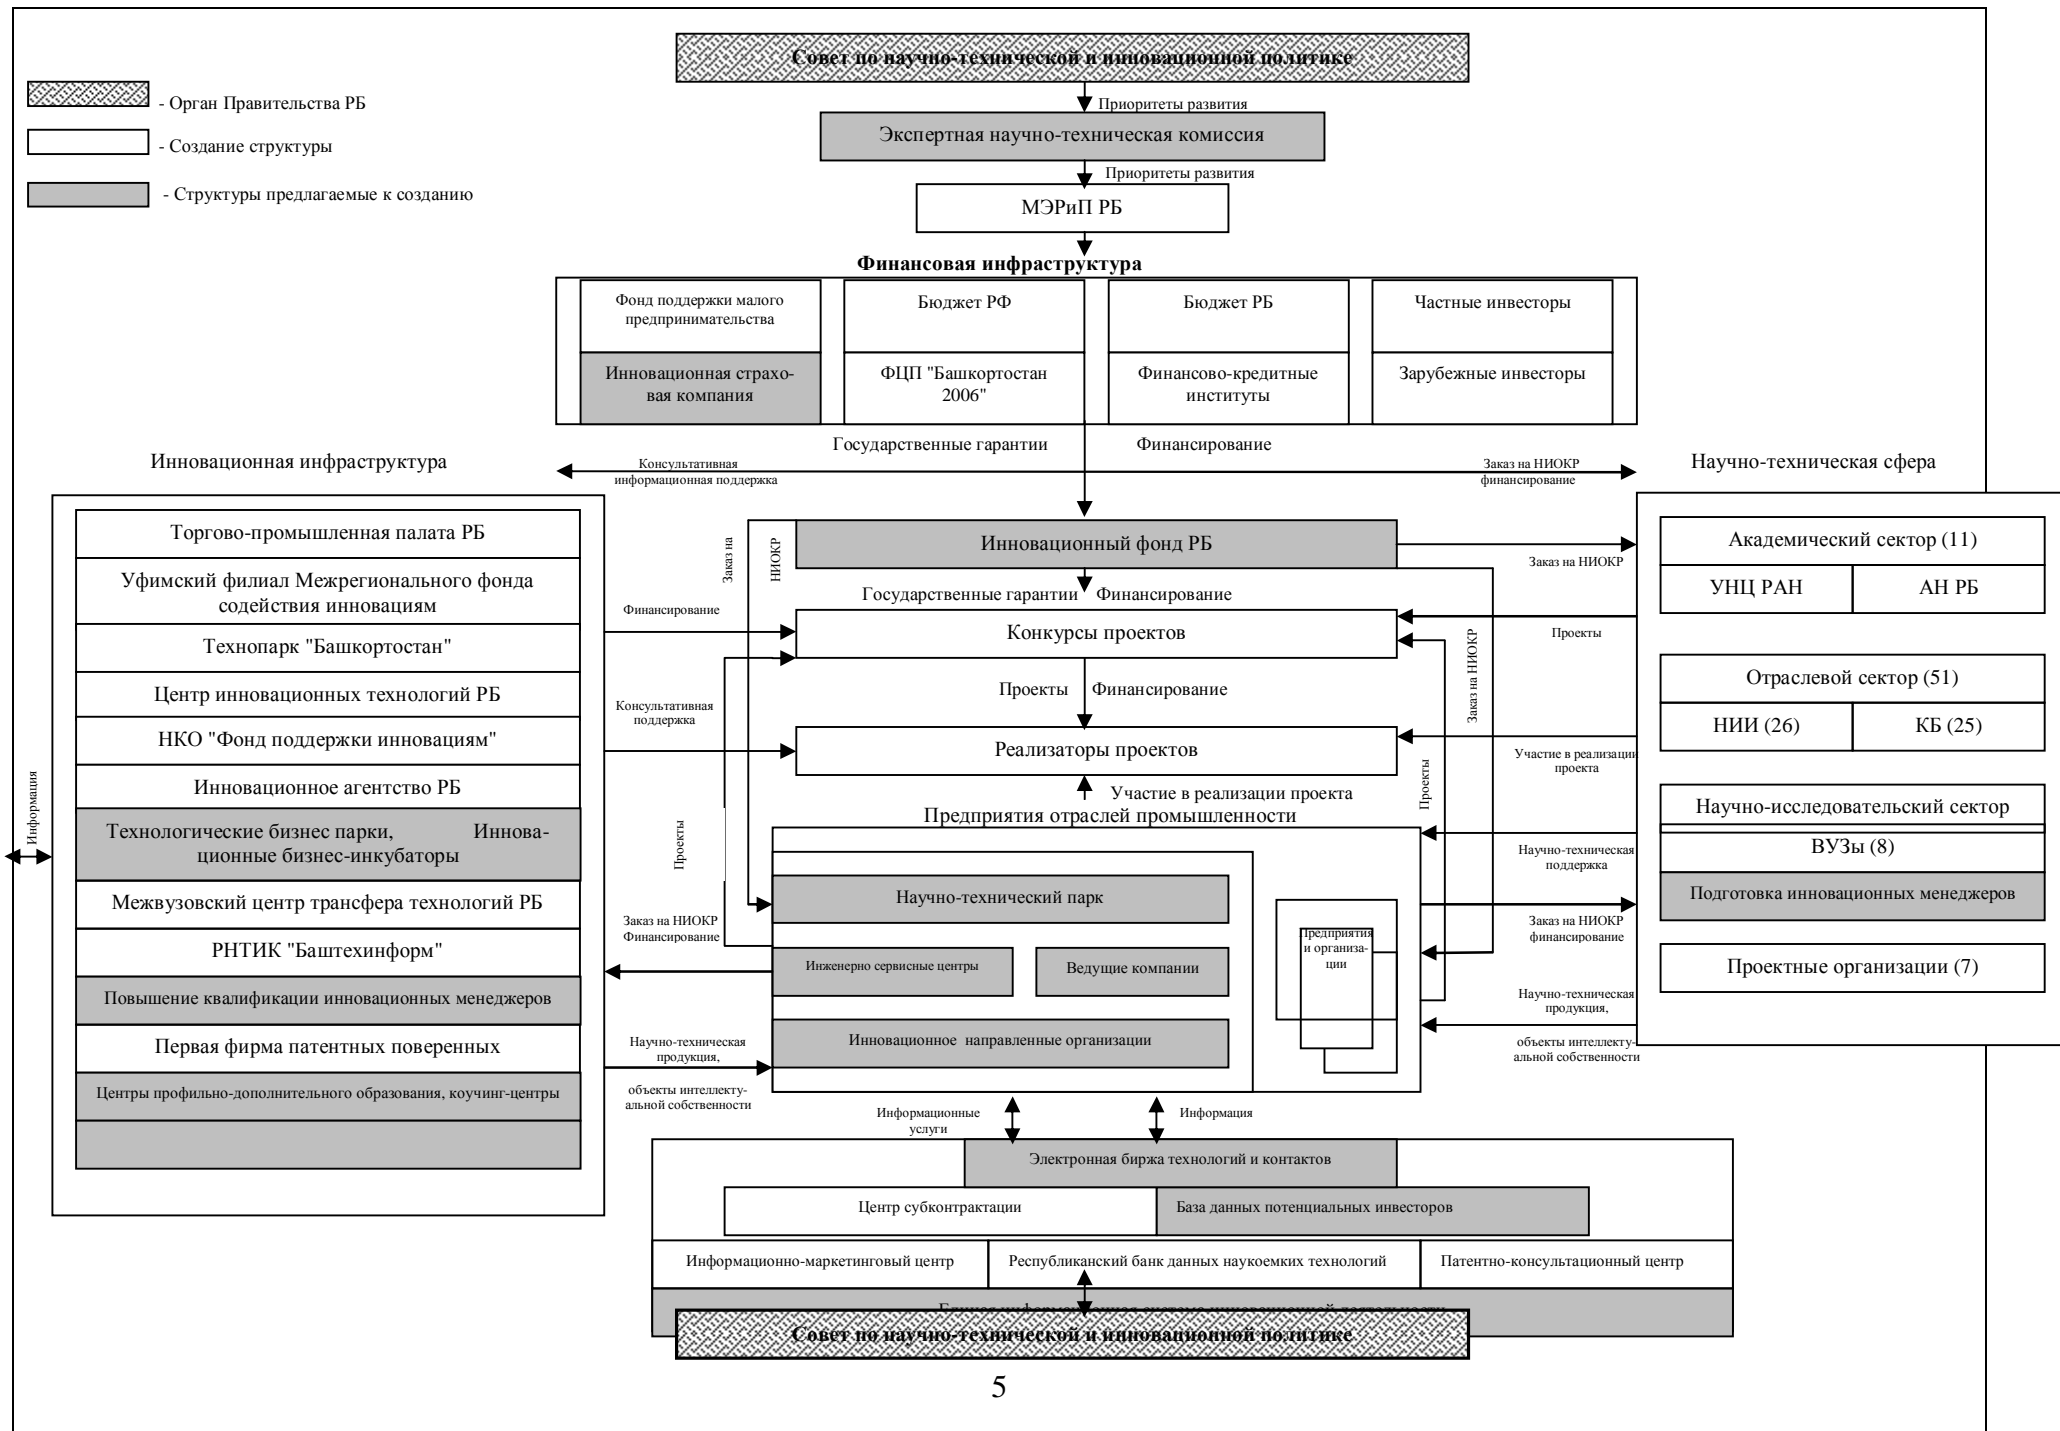 Совет по научно-технической и инновационной политике
- Орган Правительства РБ
- Создание структуры
- Структуры предлагаемые к созданию
Приоритеты развития
Экспертная научно-техническая комиссия
Приоритеты развития
МЭРиП РБ
Финансовая инфраструктура
Фонд поддержки малого
предпринимательства
Бюджет РФ
Бюджет РБ
Частные инвесторы
Инновационная страхо-
вая компания
ФЦП "Башкортостан
2006"
Финансово-кредитные
институты
Зарубежные инвесторы
Государственные гарантии
Финансирование
Консультативная
информационная поддержка
Заказ на НИОКР
финансирование
Инновационная инфраструктура
Торгово-промышленная палата РБ
Уфимский филиал Межрегионального фонда
содействия инновациям
Технопарк "Башкортостан"
Центр инновационных технологий РБ
НКО "Фонд поддержки инновациям"
Инновационное агентство РБ
Технологические бизнес парки, Иннова-
ционные бизнес-инкубаторы
Межвузовский центр трансфера технологий РБ
РНТИК "Баштехинформ"
Повышение квалификации инновационных менеджеров
Первая фирма патентных поверенных
Центры профильно-дополнительного образования, коучинг-центры
Информация
Заказ на
НИОКР
Финансирование
Консультативная
поддержка
Проекты
Заказ на НИОКР
Финансирование
Научно-техническая
продукция,
объекты интеллекту-
альной собственности
Инновационный фонд РБ
Государственные гарантии
Финансирование
Конкурсы проектов
Проекты
Финансирование
Реализаторы проектов
Участие в реализации проекта
Предприятия отраслей промышленности
Научно-технический парк
Инженерно сервисные центры
Ведущие компании
Инновационное направленные организации
Предприятия
и организа-
ции
Заказ на НИОКР
Проекты
Заказ на НИОКР
Проекты
Участие в реализации
проекта
Научно-техническая
поддержка
Заказ на НИОКР
финансирование
Научно-техническая
продукция,
объекты интеллекту-
альной собственности
Научно-техническая сфера
Академический сектор (11)
УНЦ РАН
АН РБ
Отраслевой сектор (51)
НИИ (26)
КБ (25)
Научно-исследовательский сектор
ВУЗы (8)
Подготовка инновационных менеджеров
Проектные организации (7)
Информационные
услуги
Информация
Электронная биржа технологий и контактов
Центр субконтрактации
База данных потенциальных инвесторов
Информационно-маркетинговый центр
Республиканский банк данных наукоемких технологий
Патентно-консультационный центр
Единая информационная система инновационной деятельности
Совет по научно-технической и инновационной политике
5